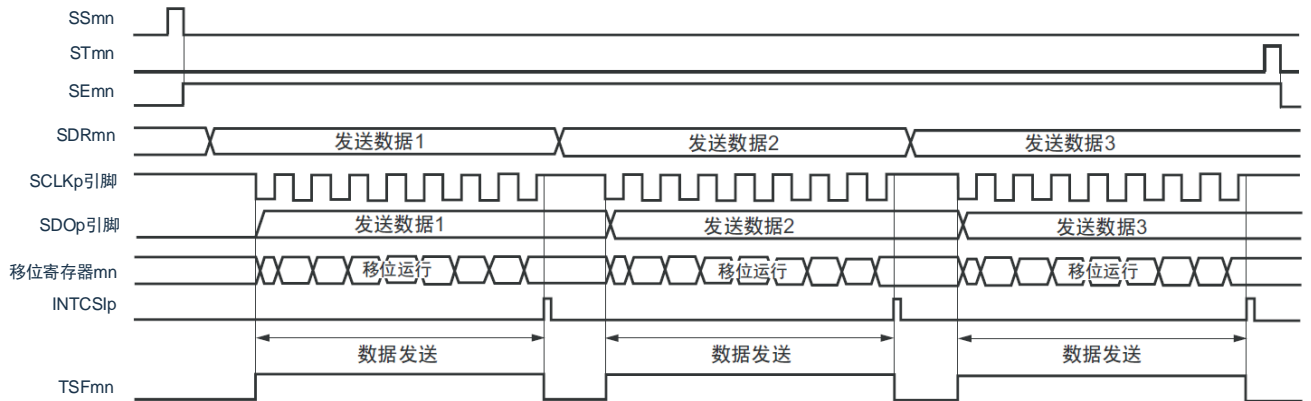 SSmn
STmn
SEmn
SDRmn 发送数据1 发送数据2 发送数据3
SCLKp引脚
SDOp引脚 发送数据1 发送数据2 发送数据3
移位寄存器mn 移位运行 移位运行 移位运行
INTCSIp
数据发送 数据发送 数据发送
TSFmn